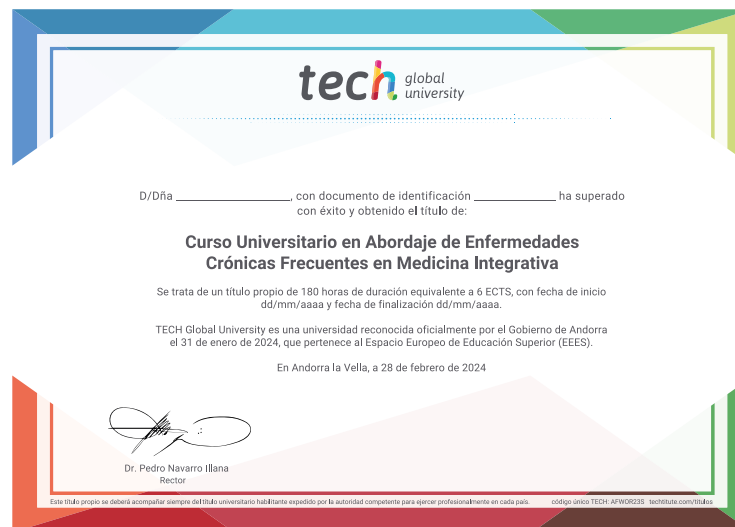 tech global
university
D/Dña ____________________, con documento de identificación ______________ ha superado
con éxito y obtenido el título de:
Curso Universitario en Abordaje de Enfermedades
Crónicas Frecuentes en Medicina Integrativa
Se trata de un título propio de 180 horas de duración equivalente a 6 ECTS, con fecha de inicio
dd/mm/aaaa y fecha de finalización dd/mm/aaaa.
TECH Global University es una universidad reconocida oficialmente por el Gobierno de Andorra
el 31 de enero de 2024, que pertenece al Espacio Europeo de Educación Superior (EEES).
En Andorra la Vella, a 28 de febrero de 2024
Dr. Pedro Navarro Illana
Rector
Este título propio se deberá acompañar siempre del título universitario habilitante expedido por la autoridad competente para ejercer profesionalmente en cada país. código único TECH: AFWOR23S techtitute.com/titulos